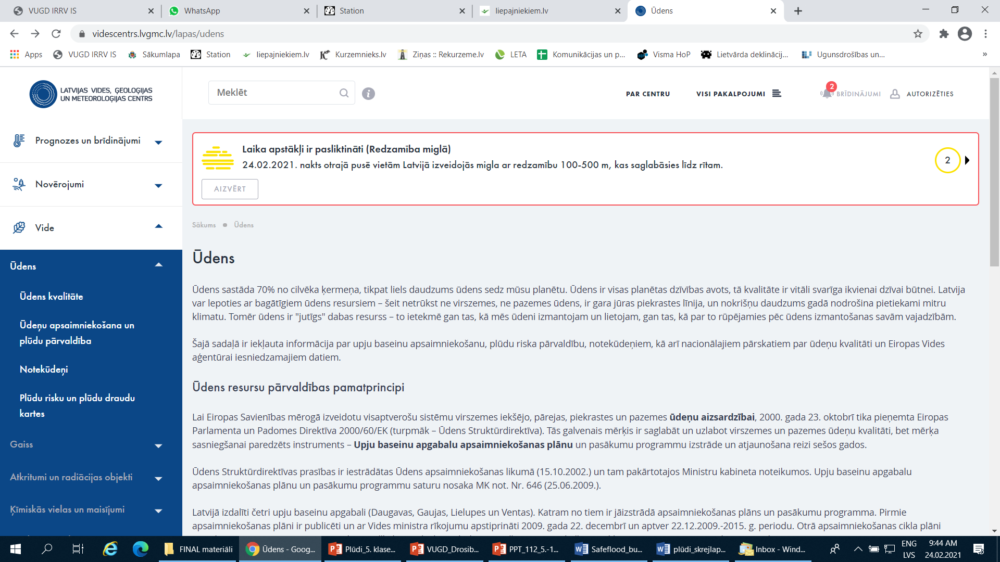 VUGD IRRV IS
WhatsApp
Station
liepajniekiem.lv
Ūdens
videscentrs.lvgmc.lv/lapas/udens
Apps
VUGD IRRV IS
Sākumlapa
Station
liepajniekiem.lv
Kurzemnieks.lv
Ziņas :: Rekurzeme.lv
LETA
Komunikācijas un p...
Visma HoP
Lietvārda deklinācij...
Ugunsdrošības un...
»
LATVIJAS VIDES, ĢEOLOĢIJAS
UN METEOROLOĢIJAS CENTRS
Meklēt
i
PAR CENTRU
VISI PAKALPOJUMI
2
BRĪDINĀJUMI
AUTORIZĒTIES
Prognozes un brīdinājumi
Novērojumi
Vide
Ūdens
Ūdens kvalitāte
Ūdeņu apsaimniekošana un
plūdu pārvaldība
Notekūdeņi
Plūdu risku un plūdu draudu
kartes
Gaiss
Atkritumi un radiācijas objekti
Ķīmiskās vielas un maisījumi
Laika apstākļi ir pasliktināti (Redzamība miglā)
24.02.2021. nakts otrajā pusē vietām Latvijā izveidojās migla ar redzamību 100-500 m, kas saglabāsies līdz rītam.
2
AIZVĒRT
Sākums
Ūdens
Ūdens
Ūdens sastāda 70% no cilvēka ķermeņa, tikpat liels daudzums ūdens sedz mūsu planētu. Ūdens ir visas planētas dzīvības avots, tā kvalitāte ir vitāli svarīga ikvienai dzīvai būtnei. Latvija
var lepoties ar bagātīgiem ūdens resursiem – šeit netrūkst ne virszemes, ne pazemes ūdens, ir gara jūras piekrastes līnija, un nokrišņu daudzums gadā nodrošina pietiekami mitru
klimatu. Tomēr ūdens ir "jutīgs" dabas resurss – to ietekmē gan tas, kā mēs ūdeni izmantojam un lietojam, gan tas, kā par to rūpējamies pēc ūdens izmantošanas savām vajadzībām.
Šajā sadaļā ir iekļauta informācija par upju baseinu apsaimniekošanu, plūdu riska pārvaldību, notekūdeņiem, kā arī nacionālajiem pārskatiem par ūdeņu kvalitāti un Eiropas Vides
aģentūrai iesniedzamajiem datiem.
Ūdens resursu pārvaldības pamatprincipi
Lai Eiropas Savienības mērogā izveidotu visaptverošu sistēmu virszemes iekšējo, pārejas, piekrastes un pazemes ūdeņu aizsardzībai, 2000. gada 23. oktobrī tika pieņemta Eiropas
Parlamenta un Padomes Direktīva 2000/60/EK (turpmāk – Ūdens Struktūrdirektīva). Tās galvenais mērķis ir saglabāt un uzlabot virszemes un pazemes ūdeņu kvalitāti, bet mērķa
sasniegšanai paredzēts instruments – Upju baseinu apgabalu apsaimniekošanas plānu un pasākumu programmu izstrāde un atjaunošana reizi sešos gados.
Ūdens Struktūrdirektīvas prasības ir iestrādātas Ūdens apsaimniekošanas likumā (15.10.2002.) un tam pakārtotajos Ministru kabineta noteikumos. Upju baseinu apgabalu
apsaimniekošanas plānu un pasākumu programmu saturu nosaka MK not. Nr. 646 (25.06.2009.).
Latvijā izdalīti četri upju baseinu apgabali (Daugavas, Gaujas, Lielupes un Ventas). Katram no tiem ir jāizstrādā apsaimniekošanas plāns un pasākumu programma. Pirmie
apsaimniekošanas plāni ir publicēti un ar Vides ministra rīkojumu apstiprināti 2009. gada 22. decembrī un aptver 22.12.2009.-2015. g. periodu. Otrā apsaimniekošanas cikla plāni
FINAL materiāli
Ūdens - Goog...
Plūdi_5. klase...
VUGD_Drosib...
PPT_112_5.-1...
Safeflood_bu...
plūdi_skrejlap...
Inbox - Wind...
ENG
LVS
9:44 AM
24.02.2021